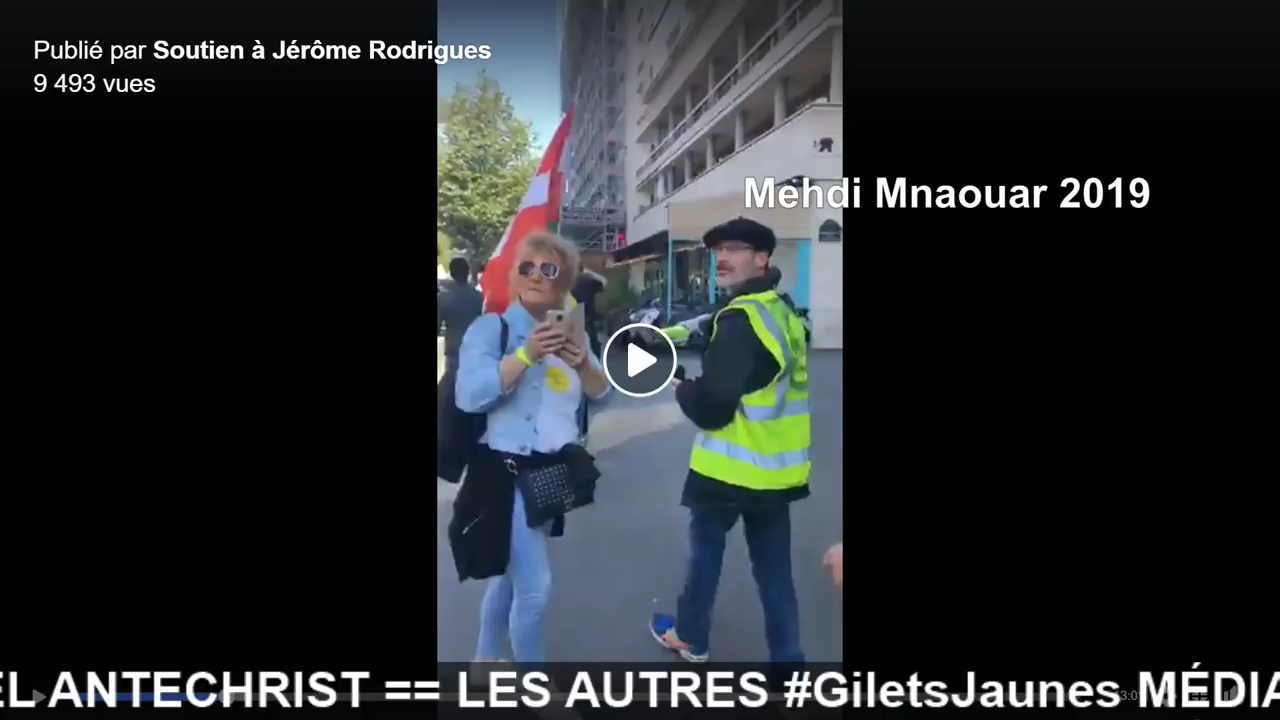 Publié par Soutien à Jérôme Rodrigues
9 493 vues
Mehdi Mnaouar 2019
EL ANTECHRIST == LES AUTRES #GiletsJaunes MÉDIA